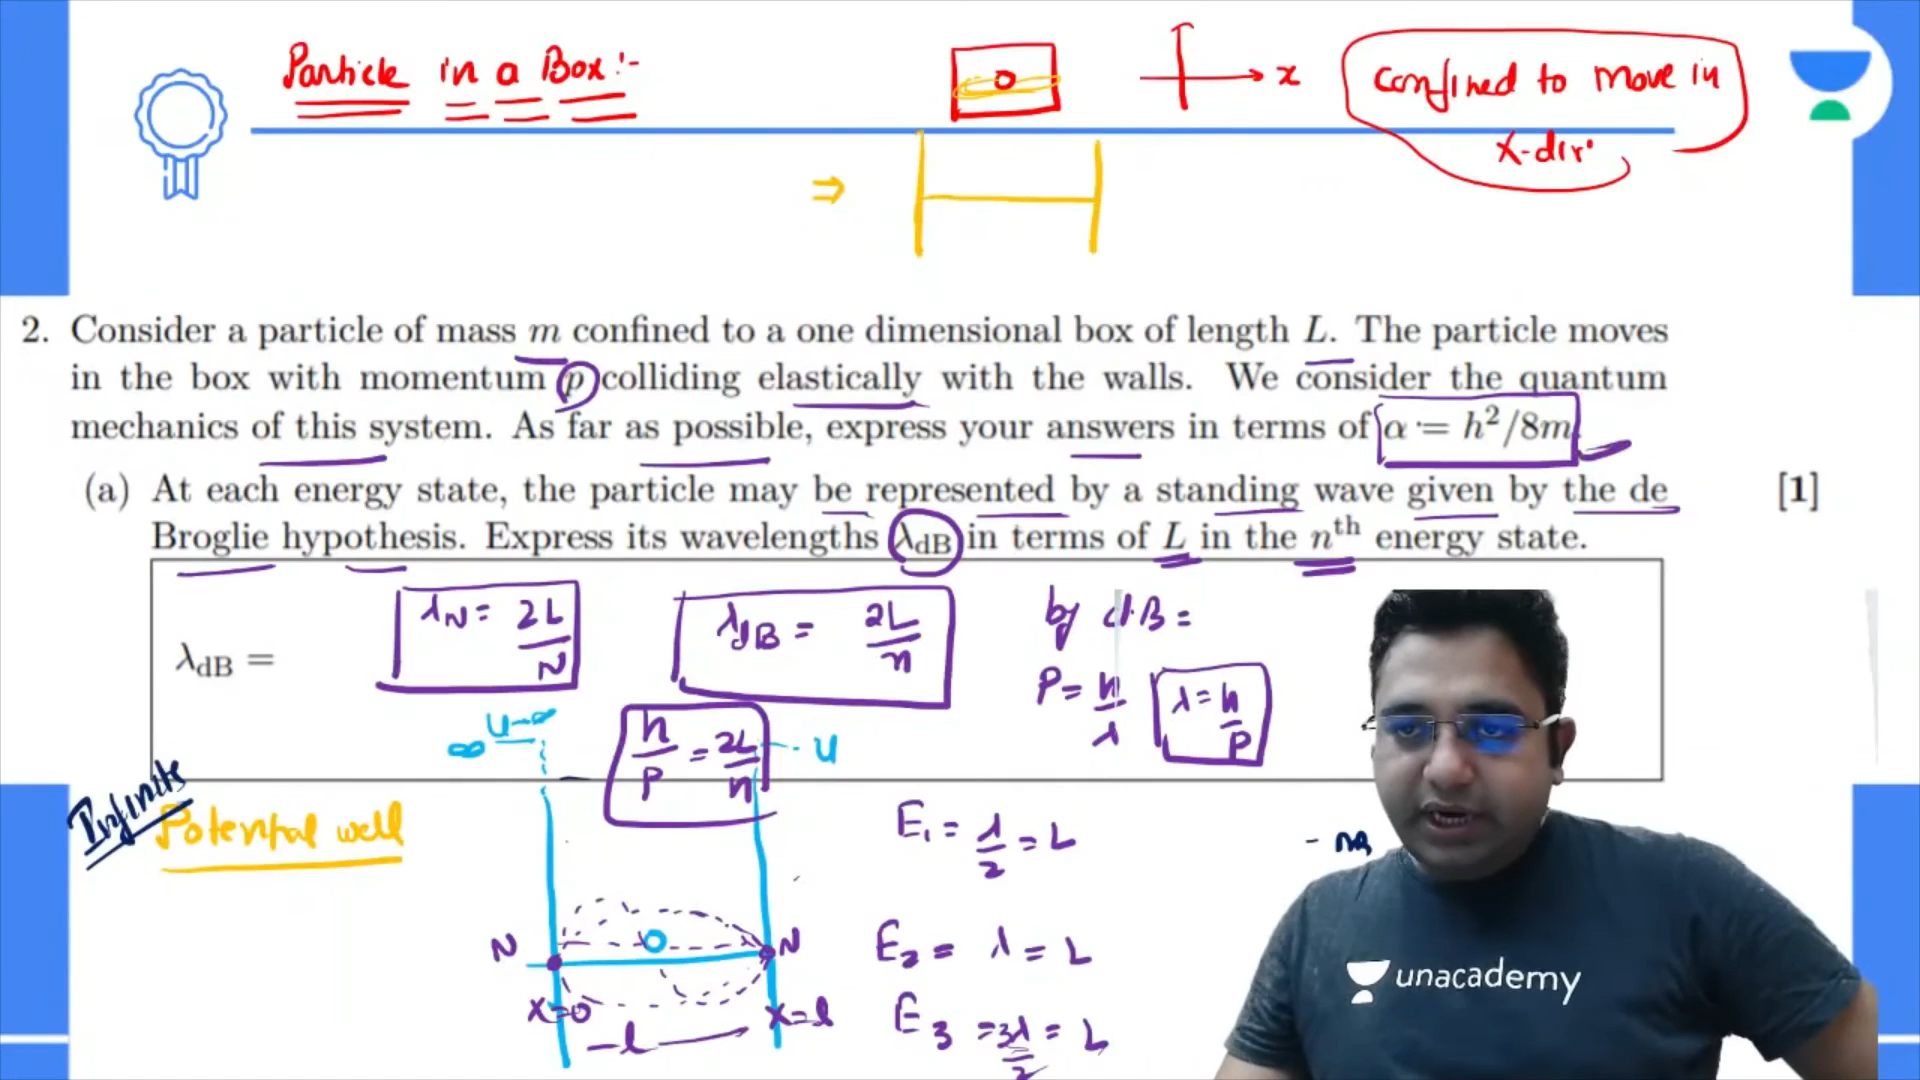 Particle in a Box:-
0
x
Confined to move in
x-dir.
⇒
2. Consider a particle of mass m confined to a one dimensional box of length L. The particle moves
in the box with momentum p colliding elastically with the walls. We consider the quantum
mechanics of this system. As far as possible, express your answers in terms of α := h²/8m
(a) At each energy state, the particle may be represented by a standing wave given by the de [1]
Broglie hypothesis. Express its wavelengths λdB in terms of L in the nth energy state.
λdB =
λN = 2L/N
λdB = 2L/n
by d.B =
P = h/λ
λ = h/P
∞
h/P = 2L/n
U
Infinite
Potential well
E₁ = λ/2 = L
N
N
E₂ = λ = L
x=0
x=l
l
E3 = 3λ/2 = L
unacademy